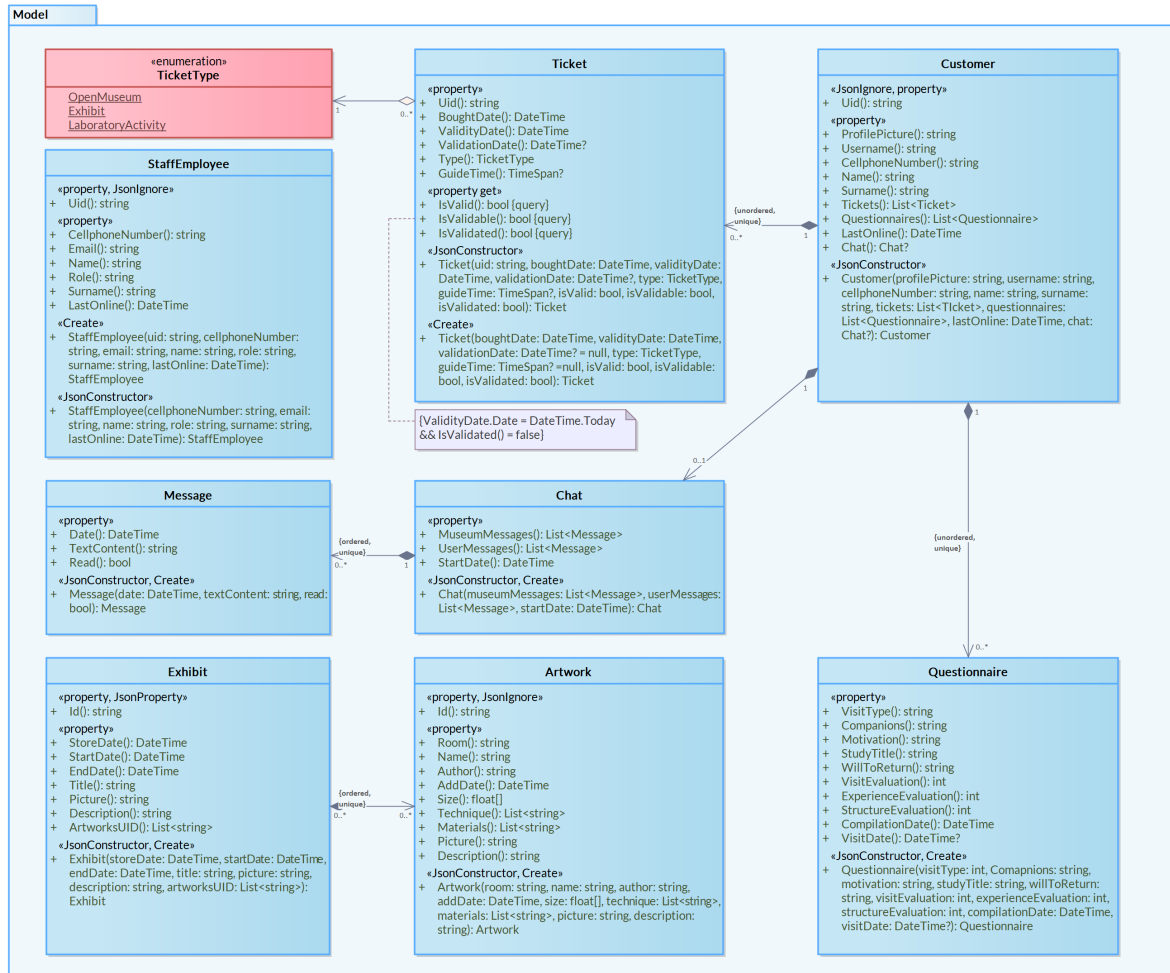 Model
«enumeration»
TicketType
OpenMuseum
Exhibit
LaboratoryActivity
1
0..*
Ticket
«property»
+ Uid(): string
+ BoughtDate(): DateTime
+ ValidityDate(): DateTime
+ ValidationDate(): DateTime?
+ Type(): TicketType
+ GuideTime(): TimeSpan?
«property get»
+ IsValid(): bool {query}
+ IsValidable(): bool {query}
+ IsValidated(): bool {query}
«JsonConstructor»
+ Ticket(uid: string, boughtDate: DateTime, validityDate:
DateTime, validationDate: DateTime?, type: TicketType,
guideTime: TimeSpan?, isValid: bool, isValidable: bool,
isValidated: bool): Ticket
«Create»
+ Ticket(boughtDate: DateTime, validityDate: DateTime,
validationDate: DateTime? = null, type: TicketType,
guideTime: TimeSpan? =null, isValid: bool, isValidable:
bool, isValidated: bool): Ticket
{ValidityDate.Date = DateTime.Today
&& IsValidated() = false}
{unordered,
unique}
0..*
1
Customer
«JsonIgnore, property»
+ Uid(): string
«property»
+ ProfilePicture(): string
+ Username(): string
+ CellphoneNumber(): string
+ Name(): string
+ Surname(): string
+ Tickets(): List<Ticket>
+ Questionnaires(): List<Questionnaire>
+ LastOnline(): DateTime
+ Chat(): Chat?
«JsonConstructor»
+ Customer(profilePicture: string, username: string,
cellphoneNumber: string, name: string, surname:
string, tickets: List<TIcket>, questionnaires:
List<Questionnaire>, lastOnline: DateTime, chat:
Chat?): Customer
1
0..1
1
{unordered,
unique}
0..*
StaffEmployee
«property, JsonIgnore»
+ Uid(): string
«property»
+ CellphoneNumber(): string
+ Email(): string
+ Name(): string
+ Role(): string
+ Surname(): string
+ LastOnline(): DateTime
«Create»
+ StaffEmployee(uid: string, cellphoneNumber:
string, email: string, name: string, role: string,
surname: string, lastOnline: DateTime):
StaffEmployee
«JsonConstructor»
+ StaffEmployee(cellphoneNumber: string, email:
string, name: string, role: string, surname: string,
lastOnline: DateTime): StaffEmployee
Message
«property»
+ Date(): DateTime
+ TextContent(): string
+ Read(): bool
«JsonConstructor, Create»
+ Message(date: DateTime, textContent: string, read:
bool): Message
{ordered,
unique}
0..*
1
Chat
«property»
+ MuseumMessages(): List<Message>
+ UserMessages(): List<Message>
+ StartDate(): DateTime
«JsonConstructor, Create»
+ Chat(museumMessages: List<Message>, userMessages:
List<Message>, startDate: DateTime): Chat
Exhibit
«property, JsonProperty»
+ Id(): string
«property»
+ StoreDate(): DateTime
+ StartDate(): DateTime
+ EndDate(): DateTime
+ Title(): string
+ Picture(): string
+ Description(): string
+ ArtworksUID(): List<string>
«JsonConstructor, Create»
+ Exhibit(storeDate: DateTime, startDate: DateTime,
endDate: DateTime, title: string, picture: string,
description: string, artworksUID: List<string>):
Exhibit
{ordered,
unique}
0..*
0..*
Artwork
«property, JsonIgnore»
+ Id(): string
«property»
+ Room(): string
+ Name(): string
+ Author(): string
+ AddDate(): DateTime
+ Size(): float[]
+ Technique(): List<string>
+ Materials(): List<string>
+ Picture(): string
+ Description(): string
«JsonConstructor, Create»
+ Artwork(room: string, name: string, author: string,
addDate: DateTime, size: float[], technique: List<string>,
materials: List<string>, picture: string, description:
string): Artwork
Questionnaire
«property»
+ VisitType(): string
+ Companions(): string
+ Motivation(): string
+ StudyTitle(): string
+ WillToReturn(): string
+ VisitEvaluation(): int
+ ExperienceEvaluation(): int
+ StructureEvaluation(): int
+ CompilationDate(): DateTime
+ VisitDate(): DateTime?
«JsonConstructor, Create»
+ Questionnaire(visitType: int, Comapnions: string,
motivation: string, studyTitle: string, willToReturn:
string, visitEvaluation: int, experienceEvaluation: int,
structureEvaluation: int, compilationDate: DateTime,
visitDate: DateTime?): Questionnaire